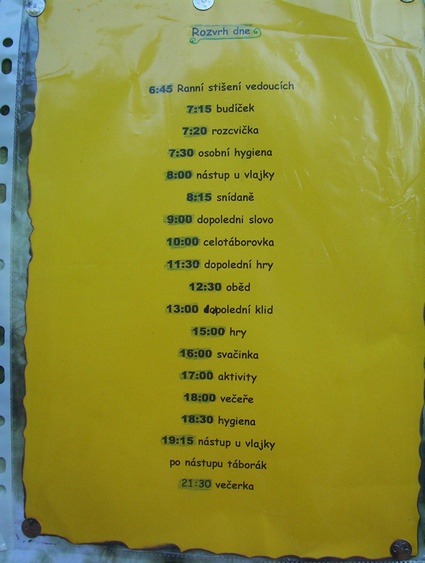 Rozvrh dne
6:45 Ranní stišení vedoucích
7:15 budíček
7:20 rozcvička
7:30 osobní hygiena
8:00 nástup u vlajky
8:15 snídaně
9:00 dopoledni slovo
10:00 celotáborovka
11:30 dopolední hry
12:30 oběd
13:00 polední klid
15:00 hry
16:00 svačinka
17:00 aktivity
18:00 večeře
18:30 hygiena
19:15 nástup u vlajky
po nástupu táborák
21:30 večerka